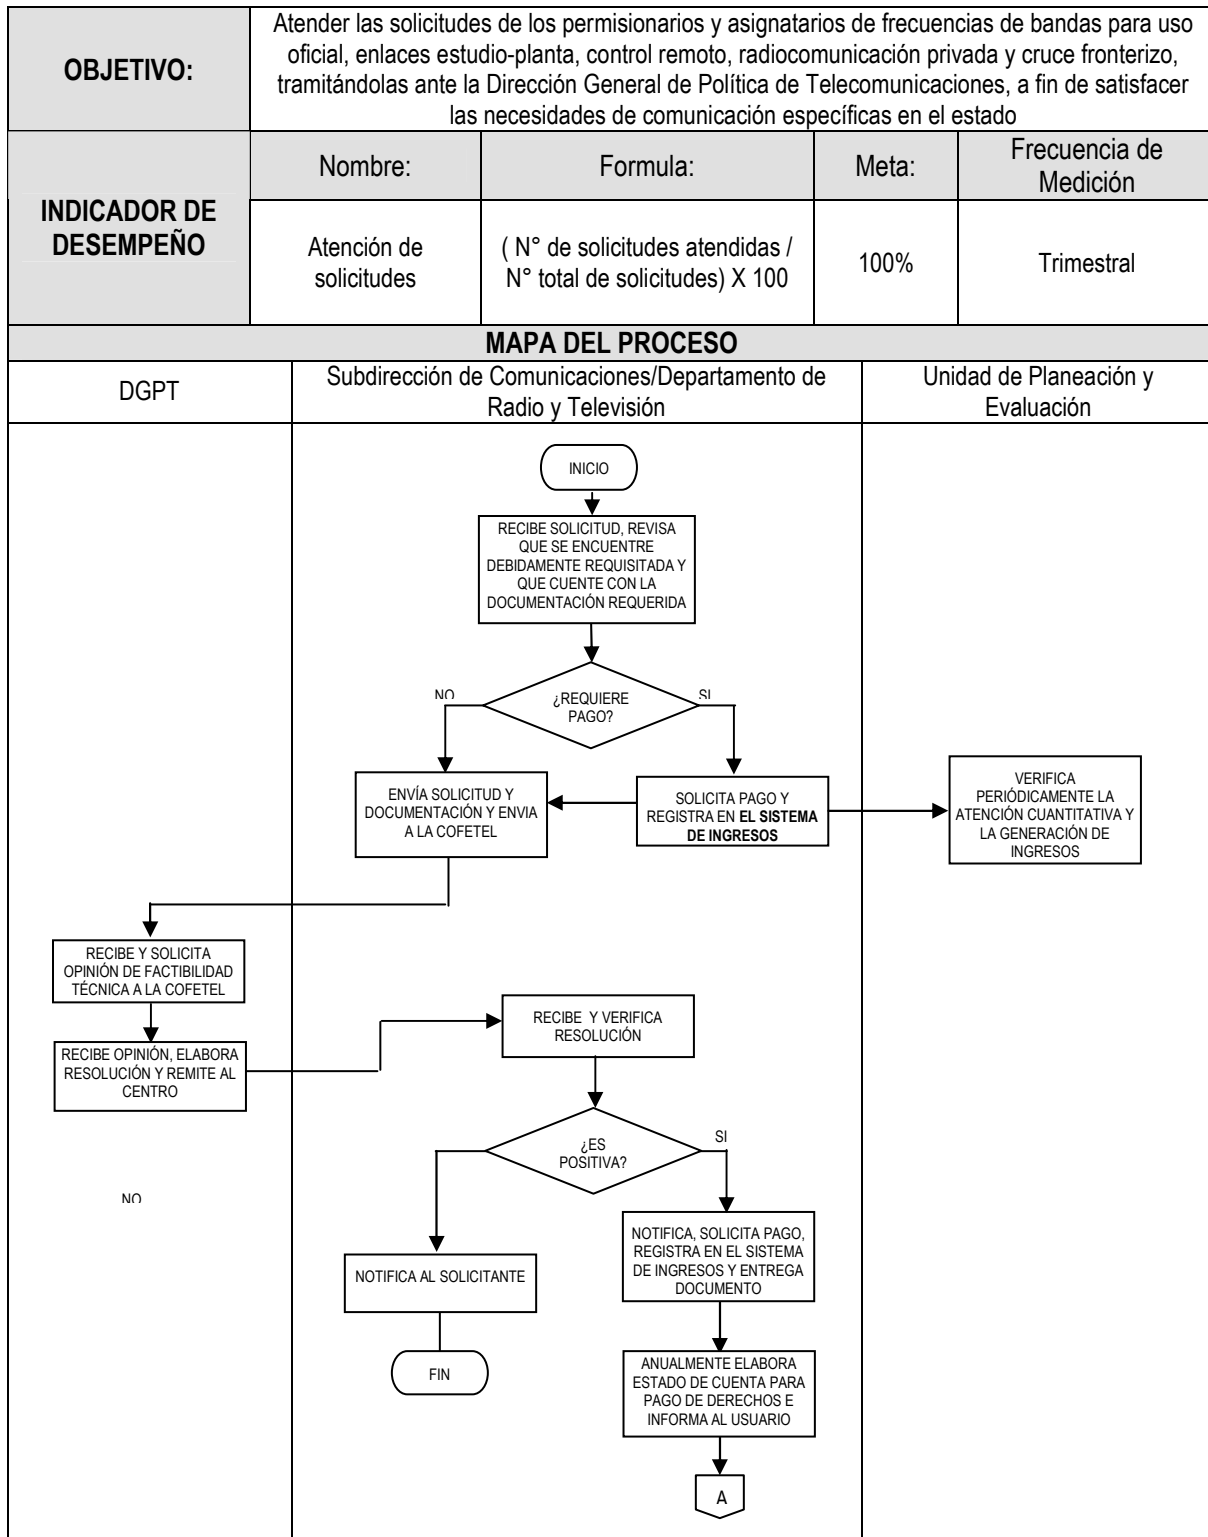 OBJETIVO:
Atender las solicitudes de los permisionarios y asignatarios de frecuencias de bandas para uso
oficial, enlaces estudio-planta, control remoto, radiocomunicación privada y cruce fronterizo,
tramitándolas ante la Dirección General de Política de Telecomunicaciones, a fin de satisfacer
las necesidades de comunicación específicas en el estado
INDICADOR DE
DESEMPEÑO
Nombre:
Formula:
Meta:
Frecuencia de
Medición
Atención de
solicitudes
( N° de solicitudes atendidas /
N° total de solicitudes) X 100
100%
Trimestral
MAPA DEL PROCESO
DGPT
Subdirección de Comunicaciones/Departamento de
Radio y Televisión
Unidad de Planeación y
Evaluación
INICIO
RECIBE SOLICITUD, REVISA
QUE SE ENCUENTRE
DEBIDAMENTE REQUISITADA Y
QUE CUENTE CON LA
DOCUMENTACIÓN REQUERIDA
NO
¿REQUIERE
PAGO?
SI
ENVÍA SOLICITUD Y
DOCUMENTACIÓN Y ENVIA
A LA COFETEL
SOLICITA PAGO Y
REGISTRA EN EL SISTEMA
DE INGRESOS
VERIFICA
PERIÓDICAMENTE LA
ATENCIÓN CUANTITATIVA Y
LA GENERACIÓN DE
INGRESOS
RECIBE Y SOLICITA
OPINIÓN DE FACTIBILIDAD
TÉCNICA A LA COFETEL
RECIBE OPINIÓN, ELABORA
RESOLUCIÓN Y REMITE AL
CENTRO
RECIBE Y VERIFICA
RESOLUCIÓN
¿ES
POSITIVA?
SI
NO
NOTIFICA AL SOLICITANTE
FIN
NOTIFICA, SOLICITA PAGO,
REGISTRA EN EL SISTEMA
DE INGRESOS Y ENTREGA
DOCUMENTO
ANUALMENTE ELABORA
ESTADO DE CUENTA PARA
PAGO DE DERECHOS E
INFORMA AL USUARIO
A